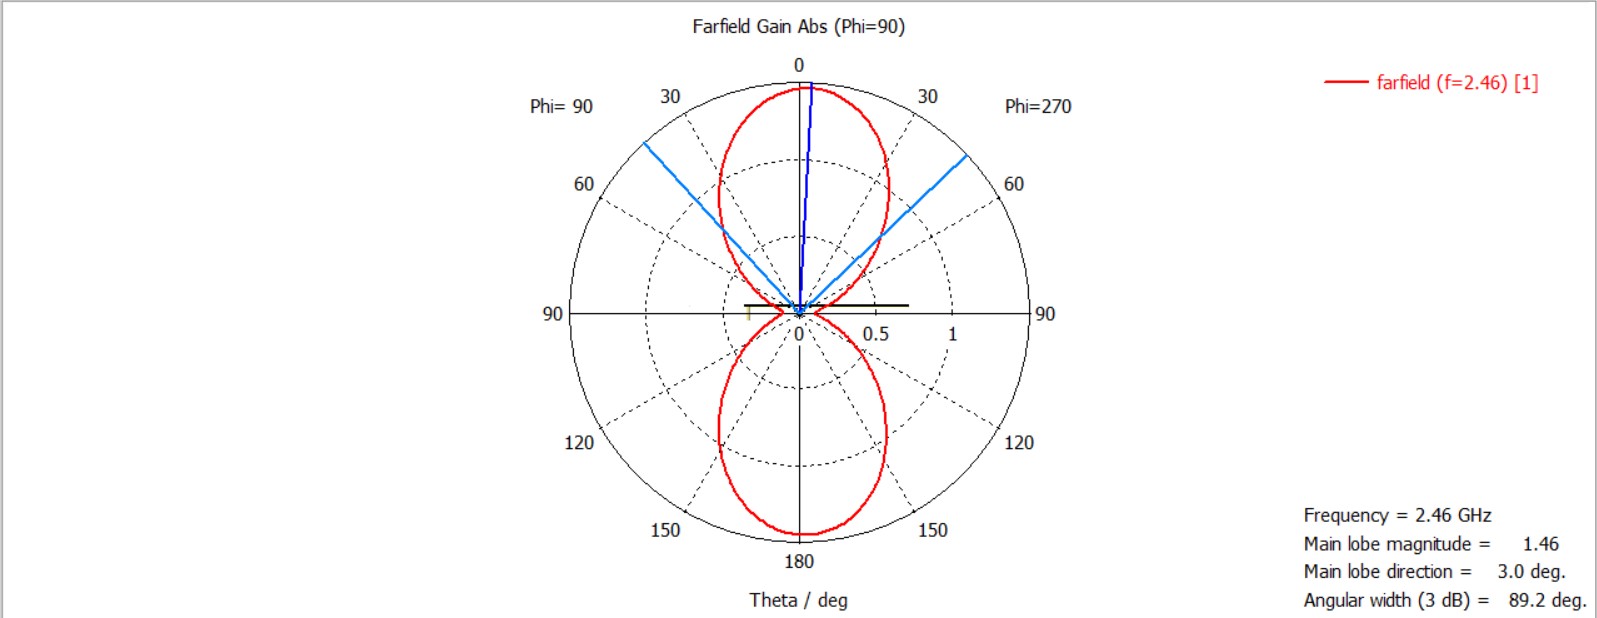 Farfield Gain Abs (Phi=90)
0
farfield (f=2.46) [1]
30
30
Phi= 90
Phi=270
60
60
90
90
0
0.5
1
120
120
150
150
180
Theta / deg
Frequency = 2.46 GHz
Main lobe magnitude = 1.46
Main lobe direction = 3.0 deg.
Angular width (3 dB) = 89.2 deg.